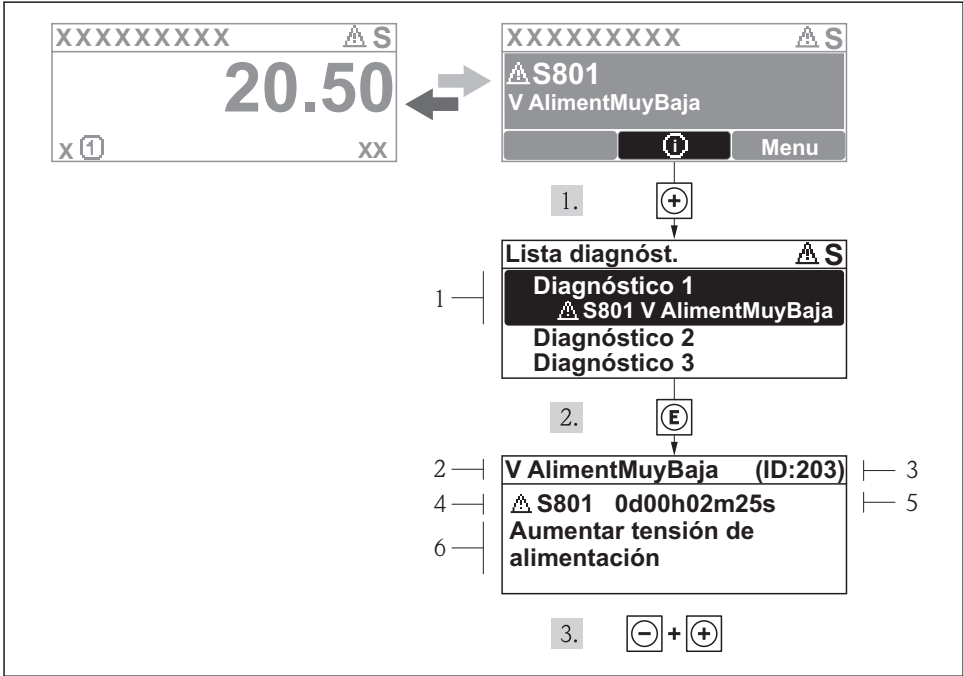 XXXXXXXXX ⚠ S
20.50
X ① XX
XXXXXXXXX ⚠ S
⚠ S801
V AlimentMuyBaja
ⓘ Menu
1. +
Lista diagnóst. ⚠ S
1
Diagnóstico 1
⚠ S801 V AlimentMuyBaja
Diagnóstico 2
Diagnóstico 3
2. E
2 V AlimentMuyBaja (ID:203) 3
4 ⚠ S801 0d00h02m25s 5
6 Aumentar tensión de
alimentación
3. - + +